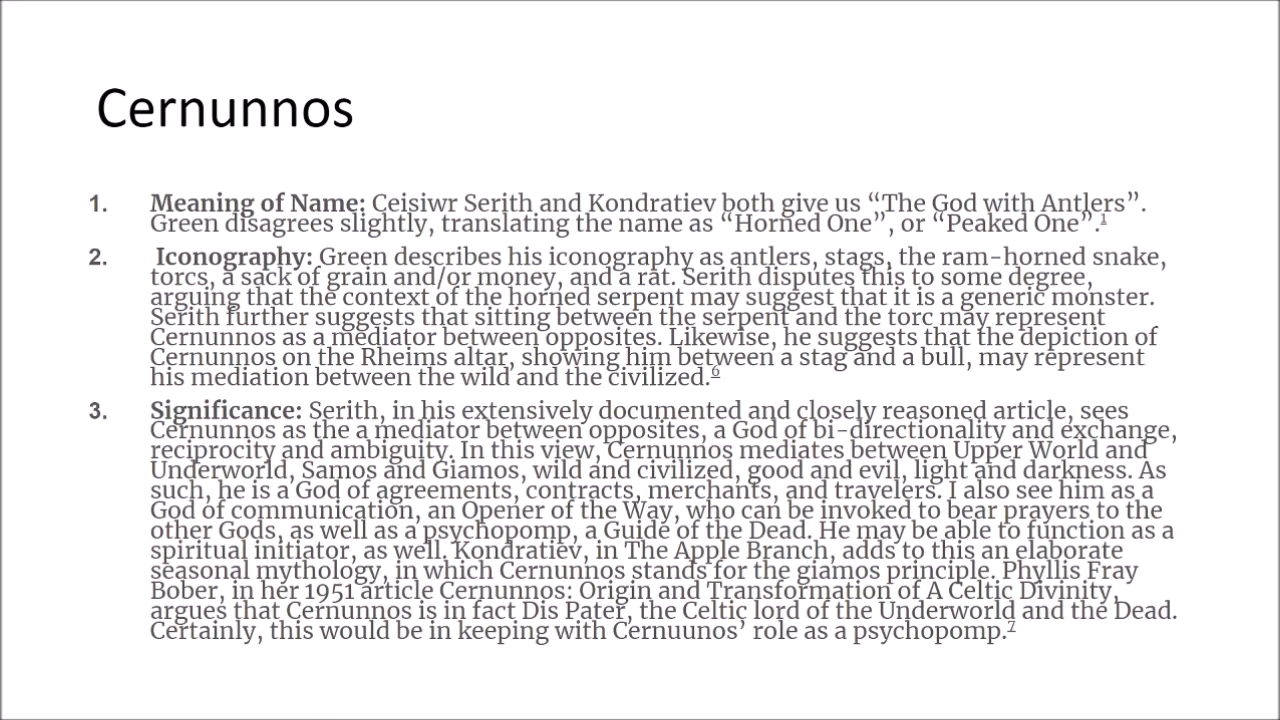 Cernunnos
1. Meaning of Name: Ceisiwr Serith and Kondratiev both give us “The God with Antlers”.
Green disagrees slightly, translating the name as “Horned One”, or “Peaked One”.1
2. Iconography: Green describes his iconography as antlers, stags, the ram-horned snake,
torcs, a sack of grain and/or money, and a rat. Serith disputes this to some degree,
arguing that the context of the horned serpent may suggest that it is a generic monster.
Serith further suggests that sitting between the serpent and the torc may represent
Cernunnos as a mediator between opposites. Likewise, he suggests that the depiction of
Cernunnos on the Rheims altar, showing him between a stag and a bull, may represent
his mediation between the wild and the civilized.6
3. Significance: Serith, in his extensively documented and closely reasoned article, sees
Cernunnos as the a mediator between opposites, a God of bi-directionality and exchange,
reciprocity and ambiguity. In this view, Cernunnos mediates between Upper World and
Underworld, Samos and Giamos, wild and civilized, good and evil, light and darkness. As
such, he is a God of agreements, contracts, merchants, and travelers. I also see him as a
God of communication, an Opener of the Way, who can be invoked to bear prayers to the
other Gods, as well as a psychopomp, a Guide of the Dead. He may be able to function as a
spiritual initiator, as well. Kondratiev, in The Apple Branch, adds to this an elaborate
seasonal mythology, in which Cernunnos stands for the giamos principle. Phyllis Fray
Bober, in her 1951 article Cernunnos: Origin and Transformation of A Celtic Divinity,
argues that Cernunnos is in fact Dis Pater, the Celtic lord of the Underworld and the Dead.
Certainly, this would be in keeping with Cernuunos’ role as a psychopomp.7